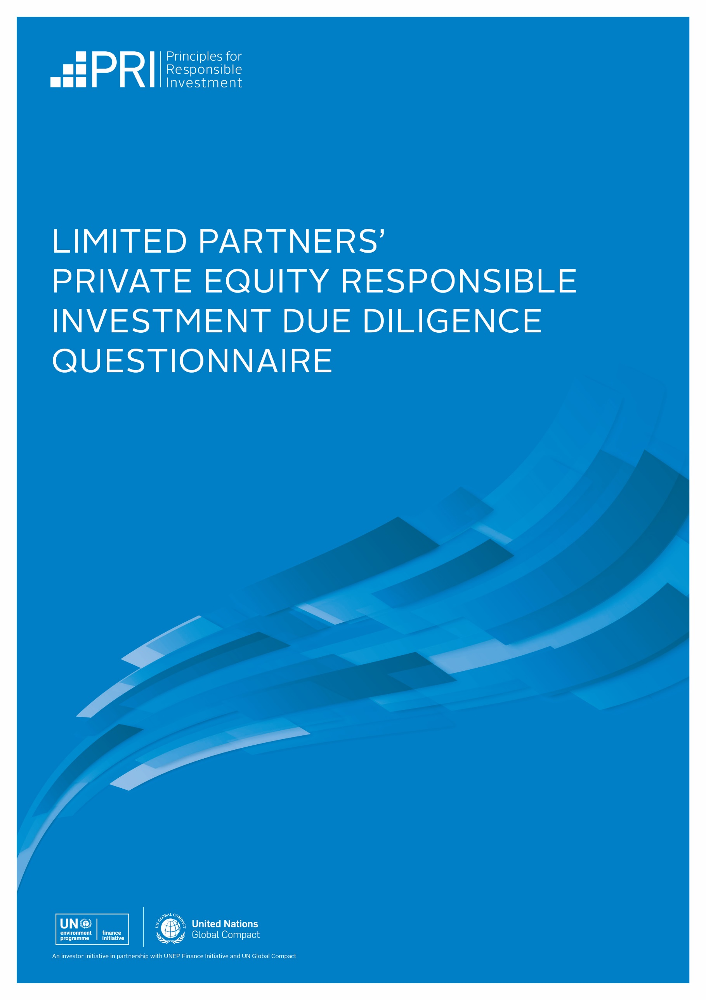 PRI
Principles for
Responsible
Investment
LIMITED PARTNERS’
PRIVATE EQUITY RESPONSIBLE
INVESTMENT DUE DILIGENCE
QUESTIONNAIRE
UN
environment
programme
finance
initiative
UN GLOBAL COMPACT
United Nations
Global Compact
An investor initiative in partnership with UNEP Finance Initiative and UN Global Compact